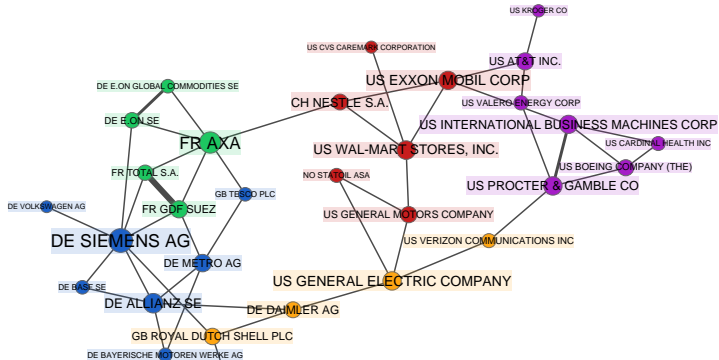 US KROGER CO
US CVS CAREMARK CORPORATION
US AT&T INC.
DE E.ON GLOBAL COMMODITIES SE
US EXXON MOBIL CORP
CH NESTLE S.A.
US VALERO ENERGY CORP
DE E.ON SE
US INTERNATIONAL BUSINESS MACHINES CORP
FR AXA
US CARDINAL HEALTH INC
US WAL-MART STORES, INC.
US BOEING COMPANY (THE)
FR TOTAL S.A.
NO STATOIL ASA
US PROCTER & GAMBLE CO
GB TESCO PLC
DE VOLKSWAGEN AG
FR GDF SUEZ
US GENERAL MOTORS COMPANY
DE SIEMENS AG
US VERIZON COMMUNICATIONS INC
DE METRO AG
US GENERAL ELECTRIC COMPANY
DE BASF SE
DE ALLIANZ SE
DE DAIMLER AG
GB ROYAL DUTCH SHELL PLC
DE BAYERISCHE MOTOREN WERKE AG